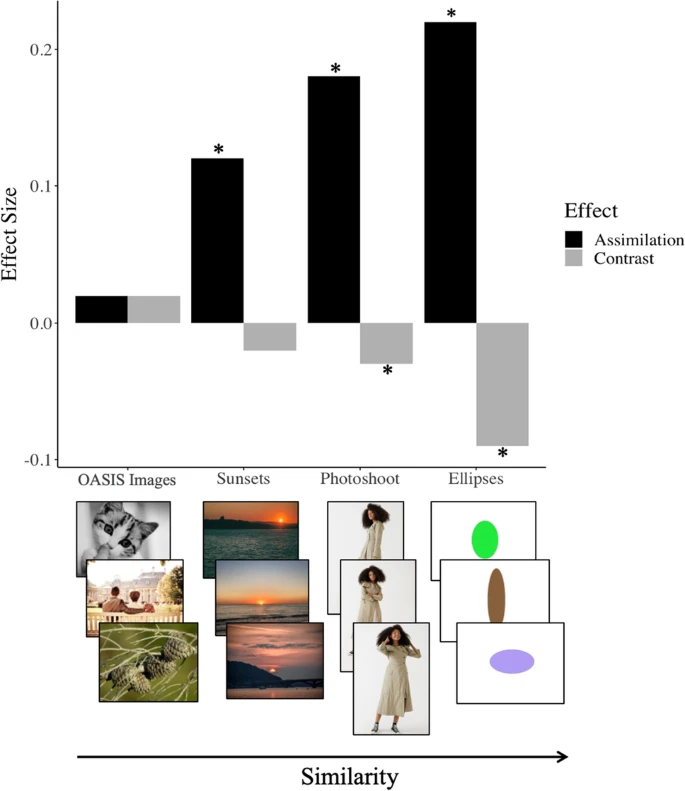 0.2
0.1
0.0
-0.1
Effect Size
*
*
*
*
*
Effect
Assimilation
Contrast
OASIS Images
Sunsets
Photoshoot
Ellipses
Similarity